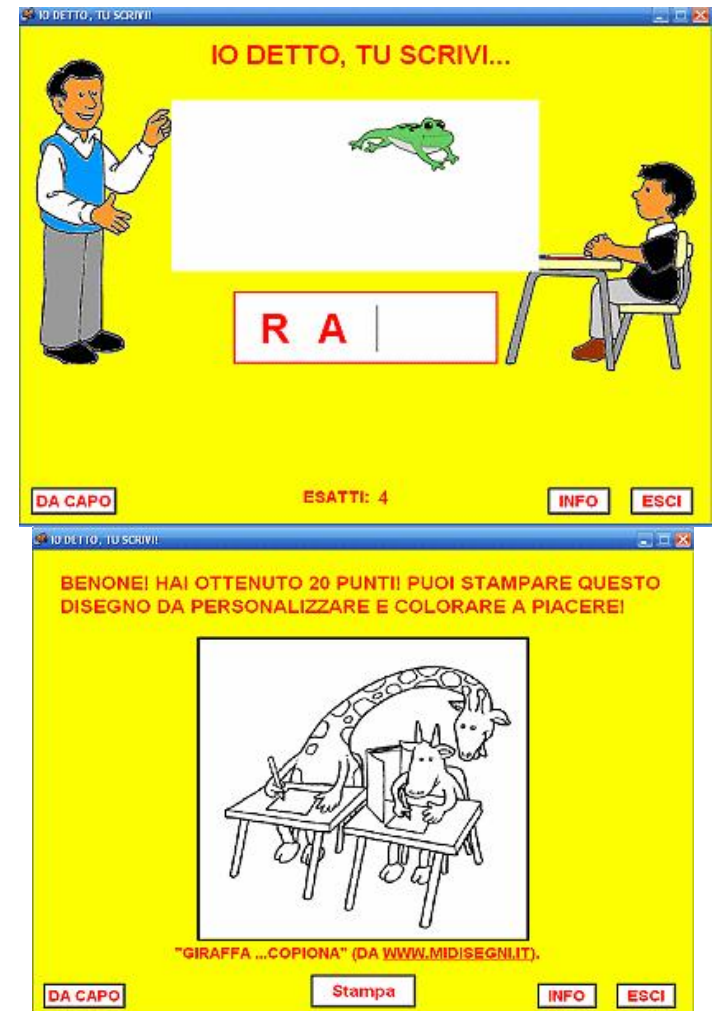 IO DETTO, TU SCRIVI!
IO DETTO, TU SCRIVI...
R A
ESATTI: 4
DA CAPO
INFO
ESCI
IO DETTO, TU SCRIVI!
BENONE! HAI OTTENUTO 20 PUNTI! PUOI STAMPARE QUESTO
DISEGNO DA PERSONALIZZARE E COLORARE A PIACERE!
"GIRAFFA ...COPIONA" (DA WWW.MIDISEGNI.IT).
DA CAPO
Stampa
INFO
ESCI